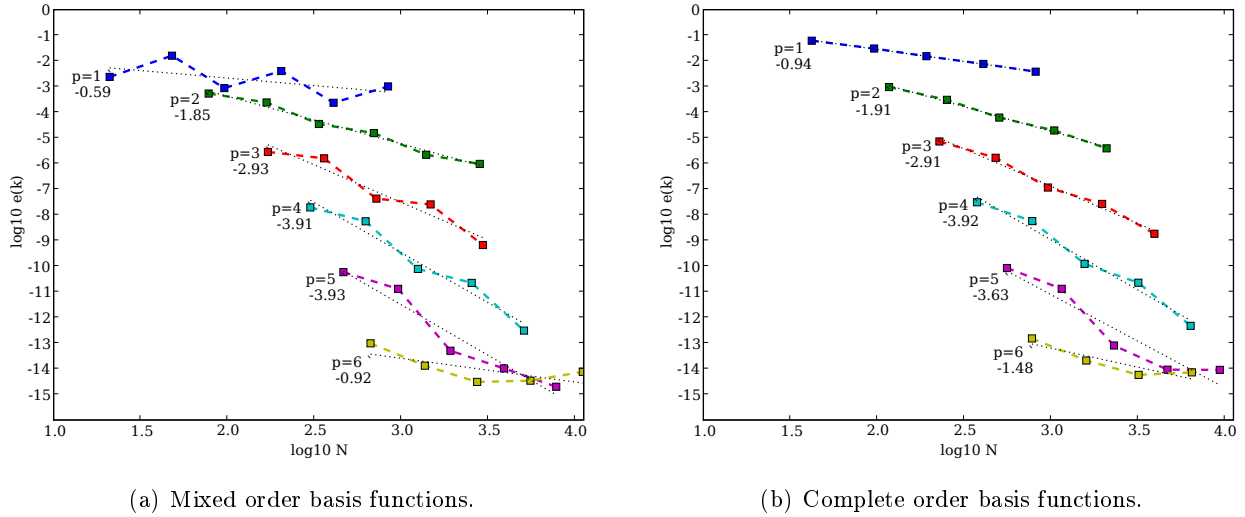 0
-1
-2
-3
-4
-5
-6
-7
-8
-9
-10
-11
-12
-13
-14
-15
log10 e(k)
p=1
-0.59
p=2
-1.85
p=3
-2.93
p=4
-3.91
p=5
-3.93
p=6
-0.92
1.0 1.5 2.0 2.5 3.0 3.5 4.0
log10 N
(a) Mixed order basis functions.
0
-1
-2
-3
-4
-5
-6
-7
-8
-9
-10
-11
-12
-13
-14
-15
log10 e(k)
p=1
-0.94
p=2
-1.91
p=3
-2.91
p=4
-3.92
p=5
-3.63
p=6
-1.48
1.0 1.5 2.0 2.5 3.0 3.5 4.0
log10 N
(b) Complete order basis functions.